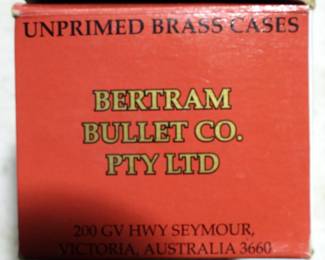 UNPRIMED BRASS CASES
BERTRAM
BULLET CO.
PTY LTD
200 GV HWY SEYMOUR,
VICTORIA, AUSTRALIA 3660